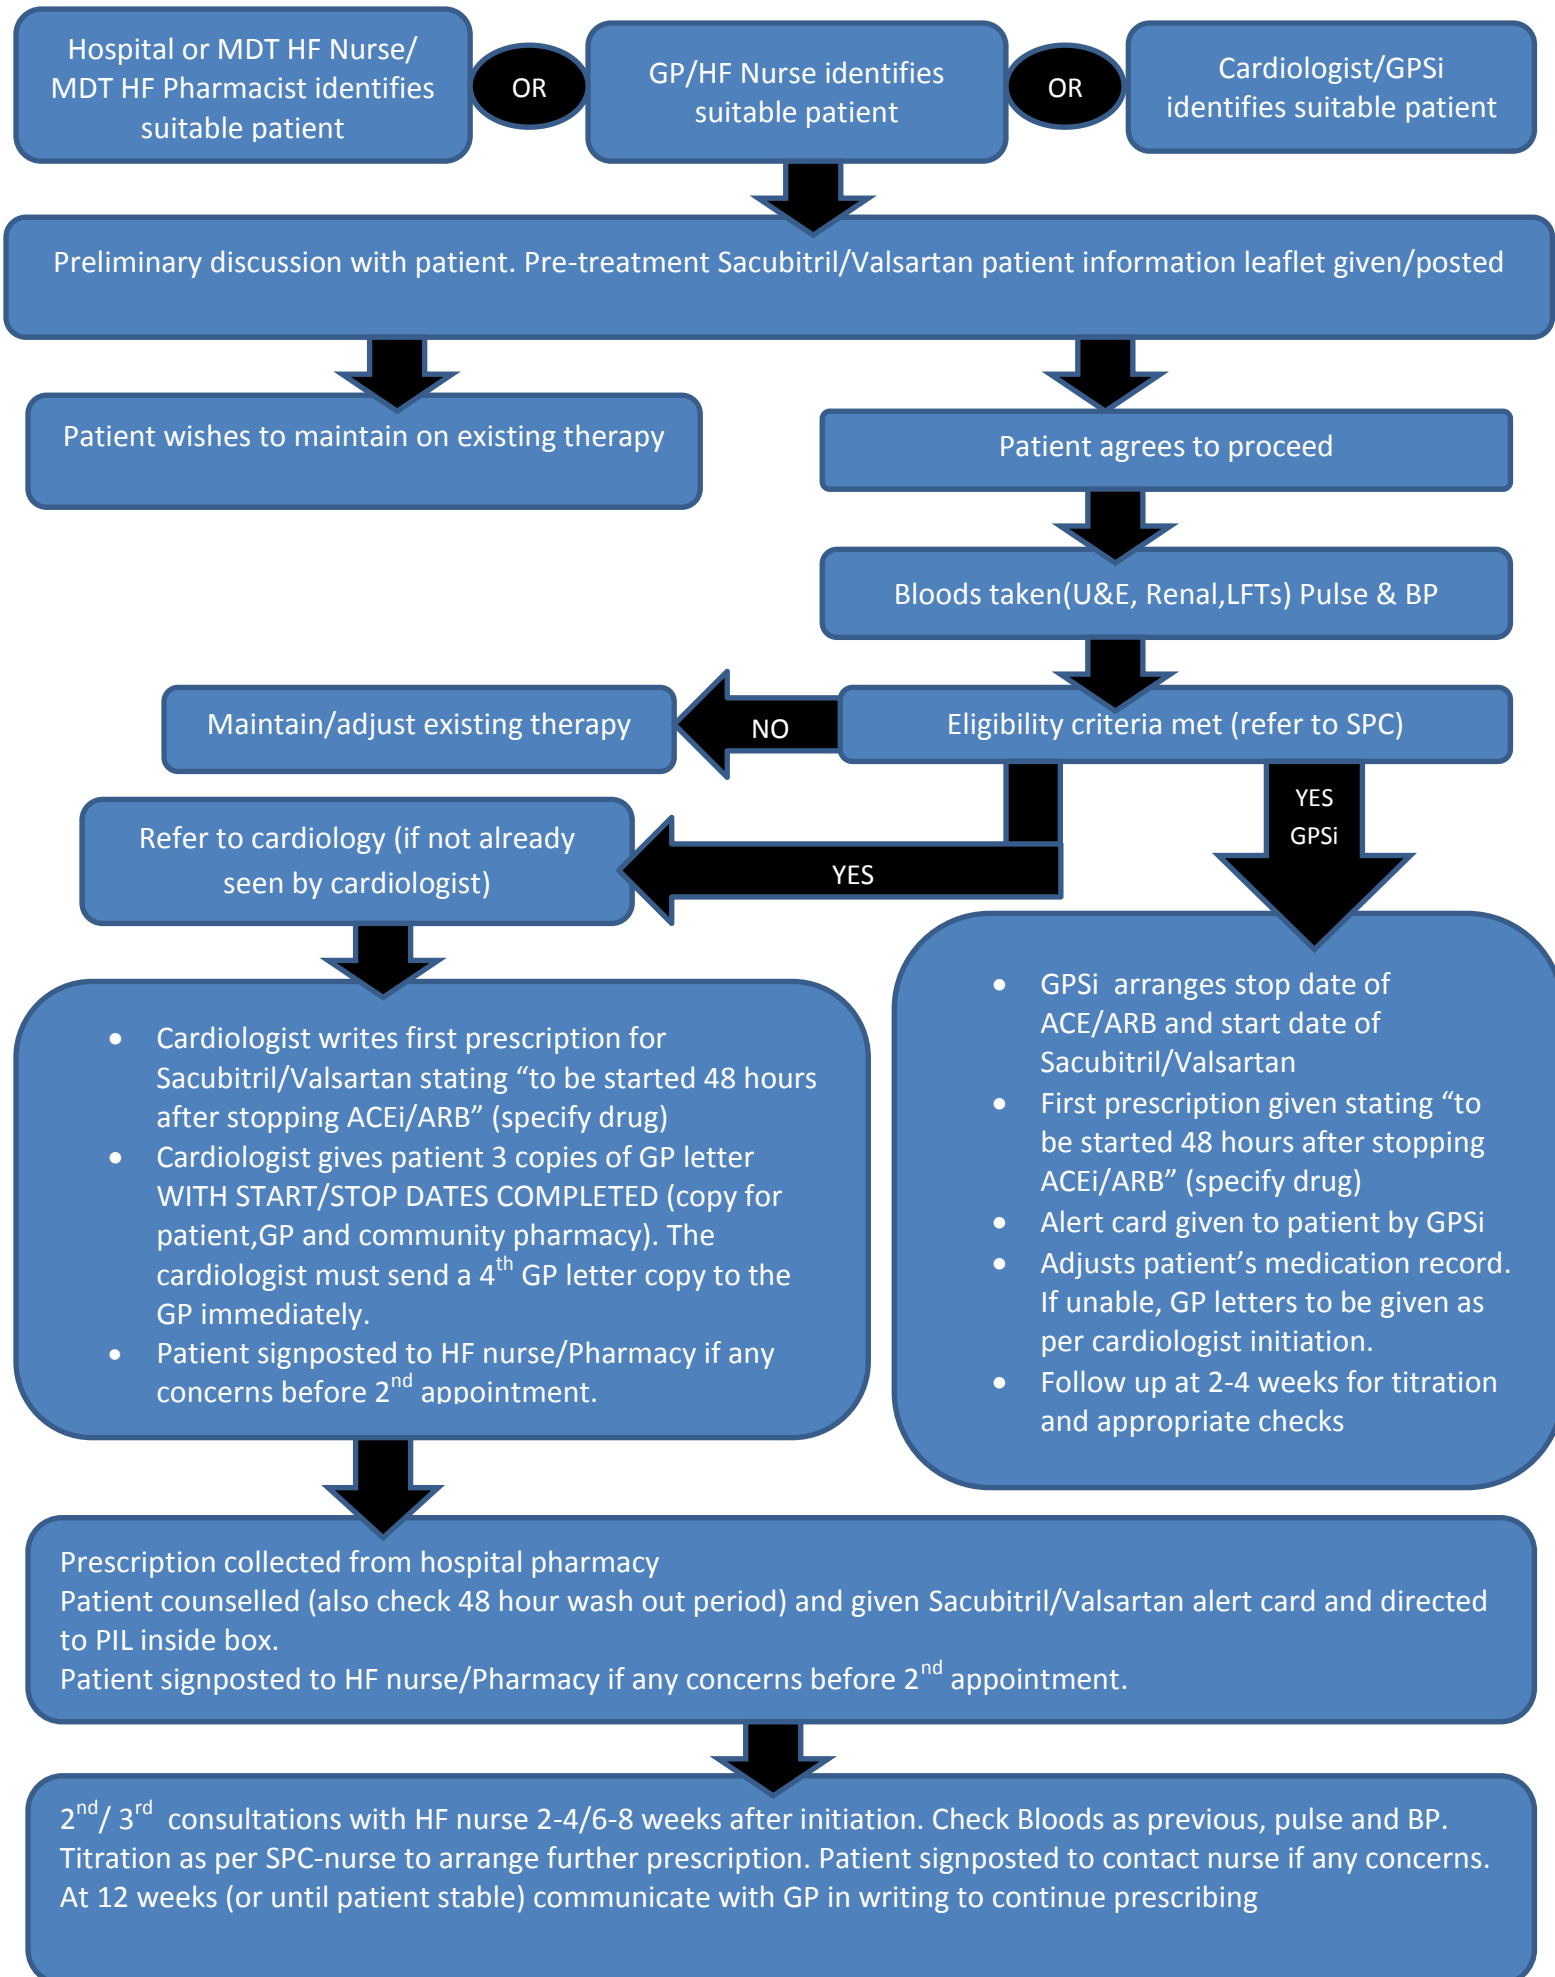 Hospital or MDT HF Nurse/
MDT HF Pharmacist identifies
suitable patient
OR
GP/HF Nurse identifies
suitable patient
OR
Cardiologist/GPSi
identifies suitable patient
Preliminary discussion with patient. Pre-treatment Sacubitril/Valsartan patient information leaflet given/posted
Patient wishes to maintain on existing therapy
Patient agrees to proceed
Bloods taken(U&E, Renal,LFTs) Pulse & BP
Maintain/adjust existing therapy
NO
Eligibility criteria met (refer to SPC)
Refer to cardiology (if not already
seen by cardiologist)
YES
YES
GPSi
• Cardiologist writes first prescription for
Sacubitril/Valsartan stating “to be started 48 hours
after stopping ACEi/ARB” (specify drug)
• Cardiologist gives patient 3 copies of GP letter
WITH START/STOP DATES COMPLETED (copy for
patient,GP and community pharmacy). The
cardiologist must send a 4th GP letter copy to the
GP immediately.
• Patient signposted to HF nurse/Pharmacy if any
concerns before 2nd appointment.
• GPSi arranges stop date of
ACE/ARB and start date of
Sacubitril/Valsartan
• First prescription given stating “to
be started 48 hours after stopping
ACEi/ARB” (specify drug)
• Alert card given to patient by GPSi
• Adjusts patient’s medication record.
If unable, GP letters to be given as
per cardiologist initiation.
• Follow up at 2-4 weeks for titration
and appropriate checks
Prescription collected from hospital pharmacy
Patient counselled (also check 48 hour wash out period) and given Sacubitril/Valsartan alert card and directed
to PIL inside box.
Patient signposted to HF nurse/Pharmacy if any concerns before 2nd appointment.
2nd/ 3rd consultations with HF nurse 2-4/6-8 weeks after initiation. Check Bloods as previous, pulse and BP.
Titration as per SPC-nurse to arrange further prescription. Patient signposted to contact nurse if any concerns.
At 12 weeks (or until patient stable) communicate with GP in writing to continue prescribing